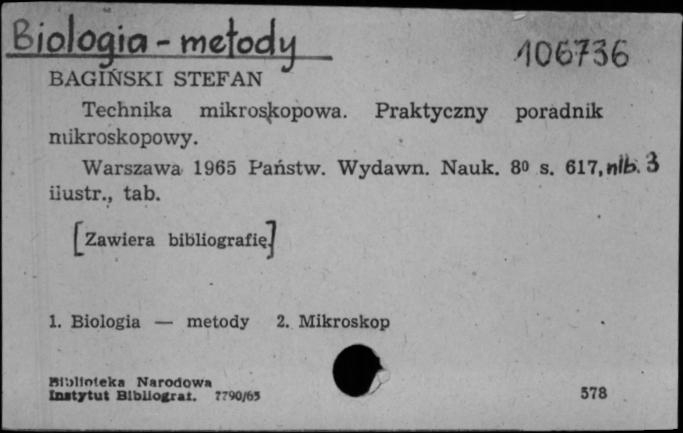 Biologia - metody
106736
BAGIŃSKI STEFAN
Technika mikroskopowa. Praktyczny poradnik
mikroskopowy.
Warszawa 1965 Państw. Wydawn. Nauk. 8º s. 617, nlb. 3
ilustr., tab.
[Zawiera bibliografię]
1. Biologia — metody 2. Mikroskop
Biblioteka Narodowa
Instytut Bibliograf. 7790/65
578